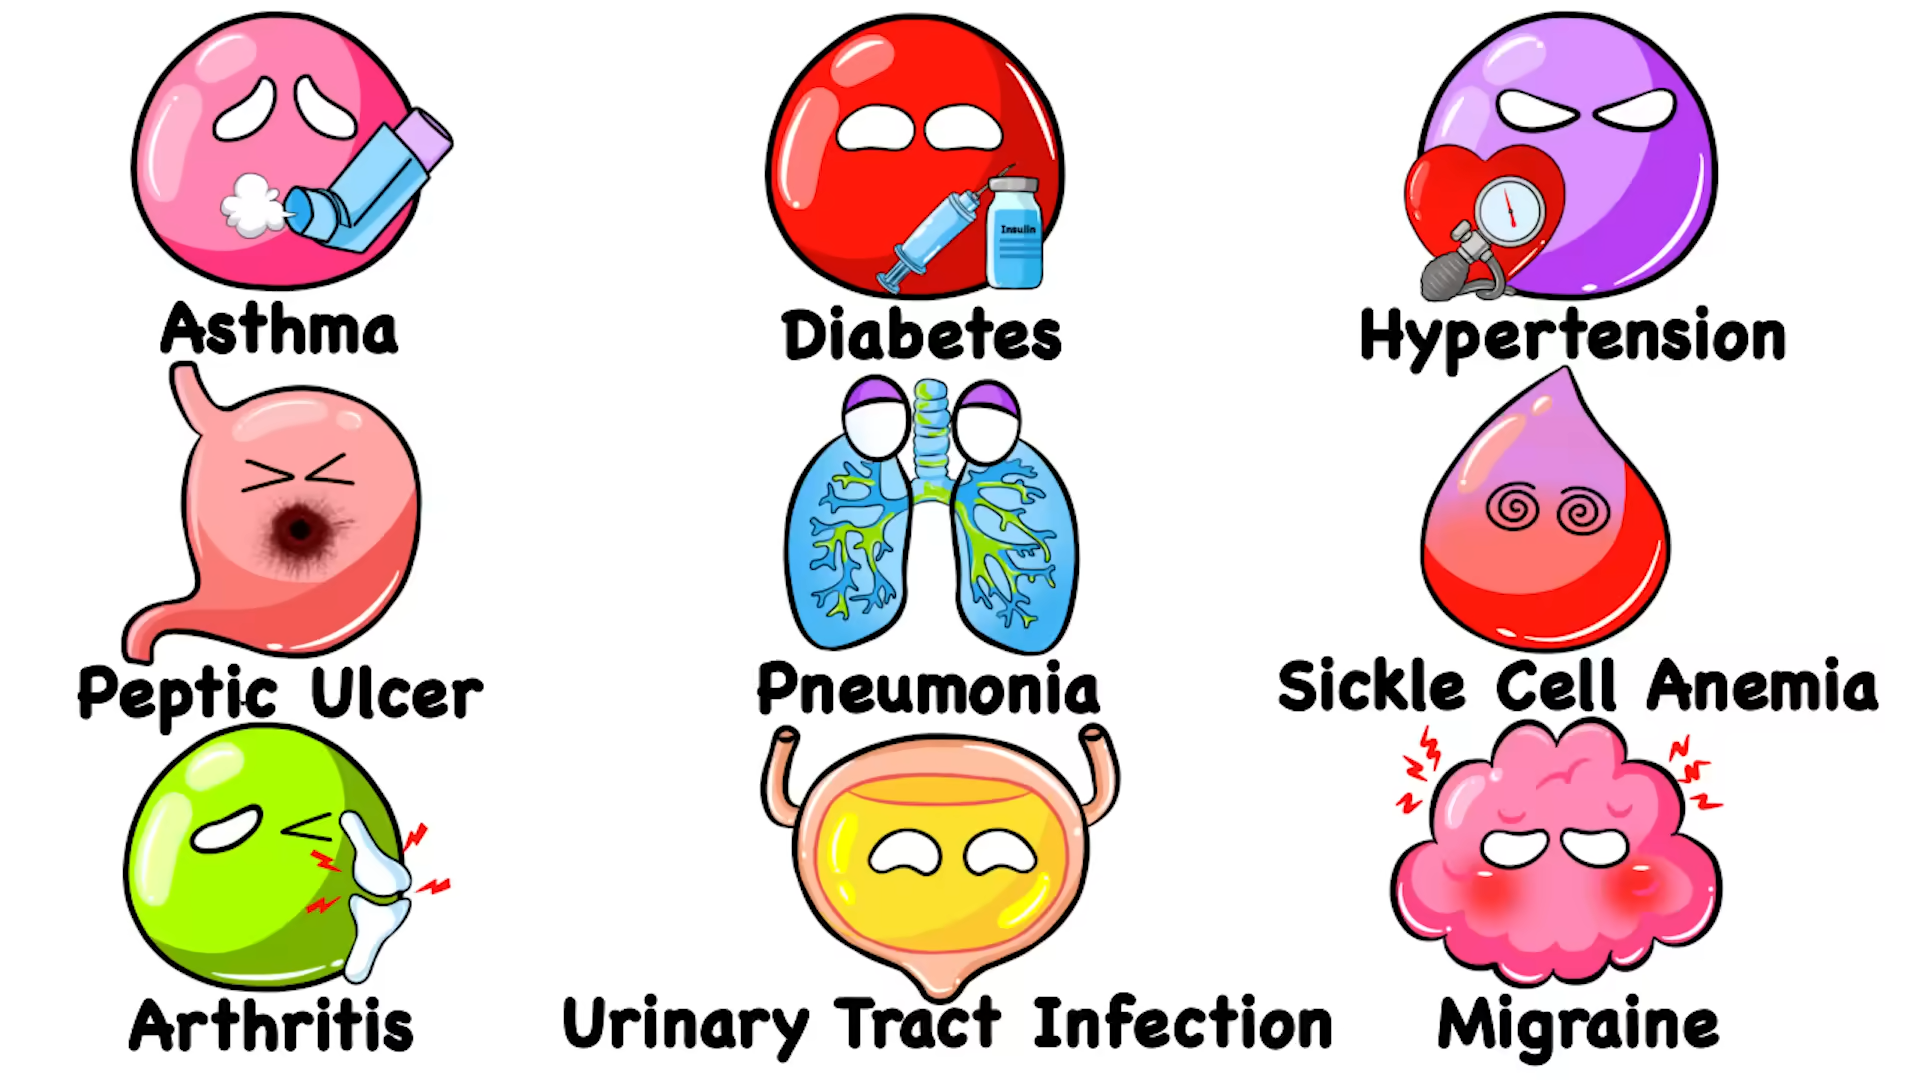 Insulin
Asthma
Diabetes
Hypertension
Peptic Ulcer
Pneumonia
Sickle Cell Anemia
Arthritis
Urinary Tract Infection
Migraine